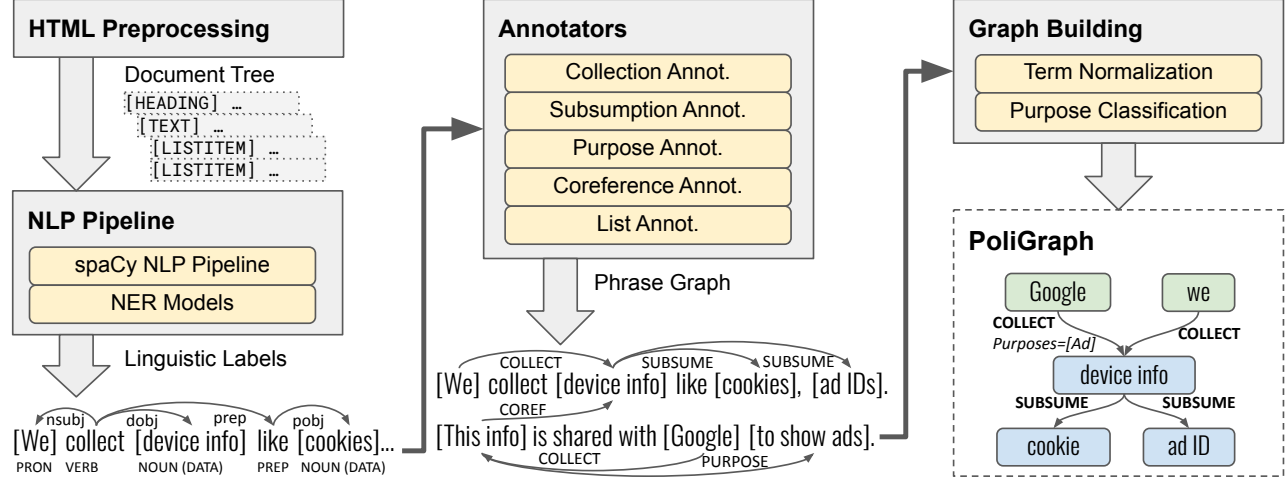 HTML Preprocessing
Document Tree
[HEADING] …
[TEXT] …
[LISTITEM] …
[LISTITEM] …
NLP Pipeline
spaCy NLP Pipeline
NER Models
Linguistic Labels
nsubj dobj prep pobj
[We] collect [device info] like [cookies]...
PRON VERB NOUN (DATA) PREP NOUN (DATA)
Annotators
Collection Annot.
Subsumption Annot.
Purpose Annot.
Coreference Annot.
List Annot.
Phrase Graph
COLLECT SUBSUME SUBSUME
[We] collect [device info] like [cookies], [ad IDs].
COREF
[This info] is shared with [Google] [to show ads].
COLLECT PURPOSE
Graph Building
Term Normalization
Purpose Classification
PoliGraph
Google we
COLLECT COLLECT
Purposes=[Ad]
device info
SUBSUME SUBSUME
cookie ad ID